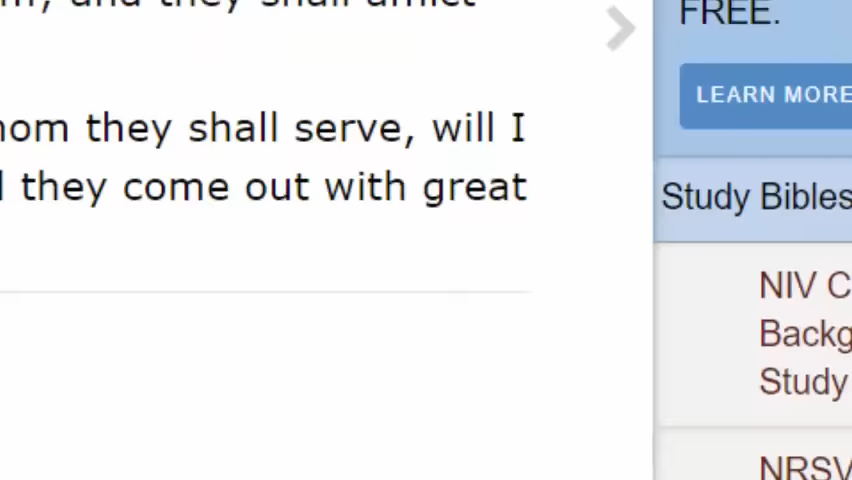 and they shall afflict
whom they shall serve, will I
they come out with great
FREE.
LEARN MORE
Study Bibles
NIV C
Backg
Study
NRSV